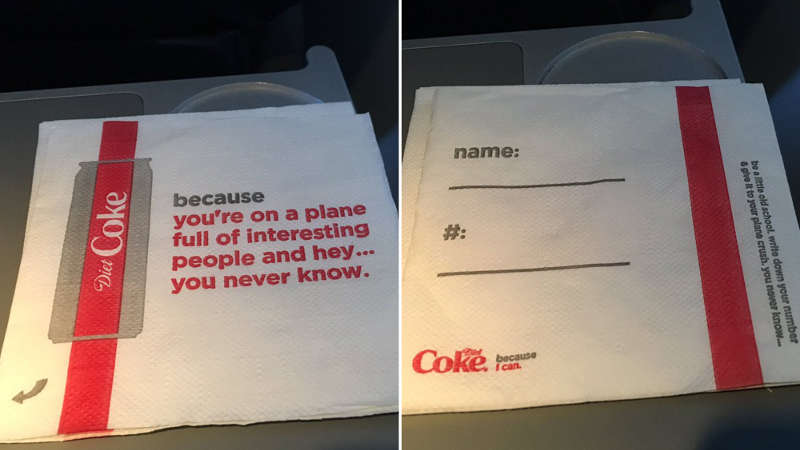 Diet Coke
because
you're on a plane
full of interesting
people and hey...
you never know.
name:
#:
be a little old school. write down your number
& give it to your plane crush. you never know...
Diet
Coke. because
I can.